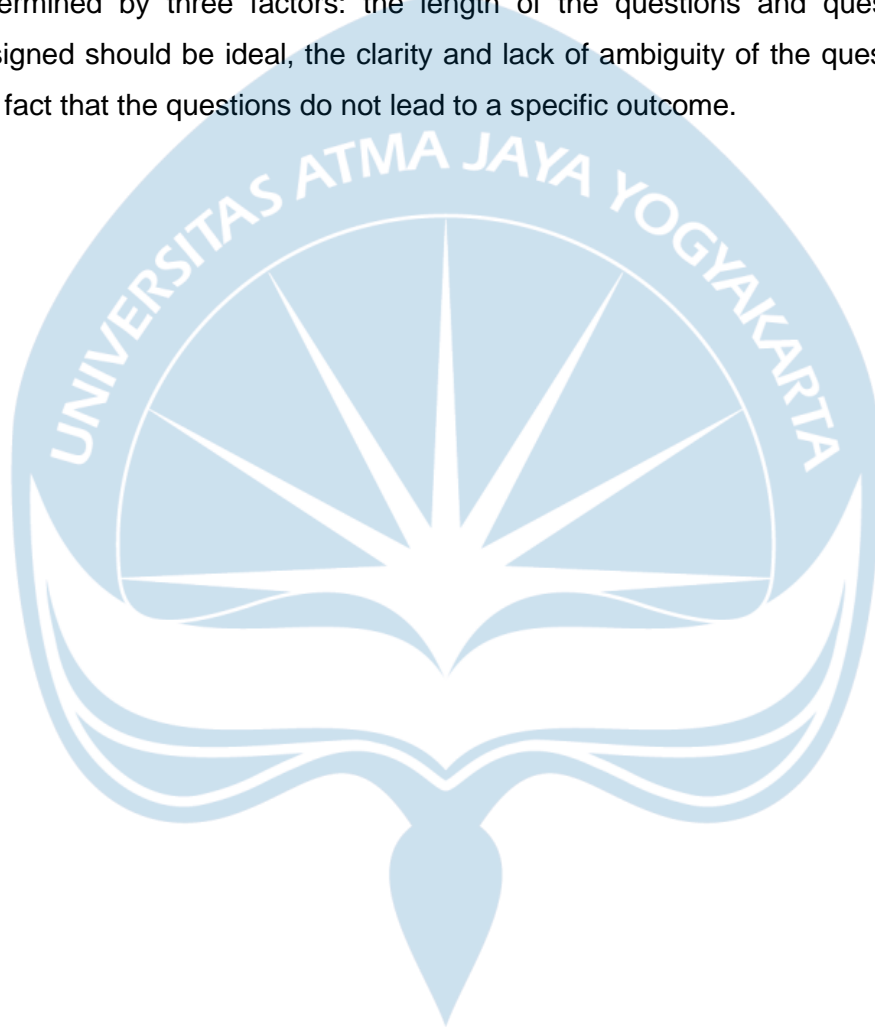 ermined by three factors: the length of the questions and ques
signed should be ideal, the clarity and lack of ambiguity of the ques
fact that the questions do not lead to a specific outcome.
UNIVERSITAS ATMA JAYA YOGYAKARTA